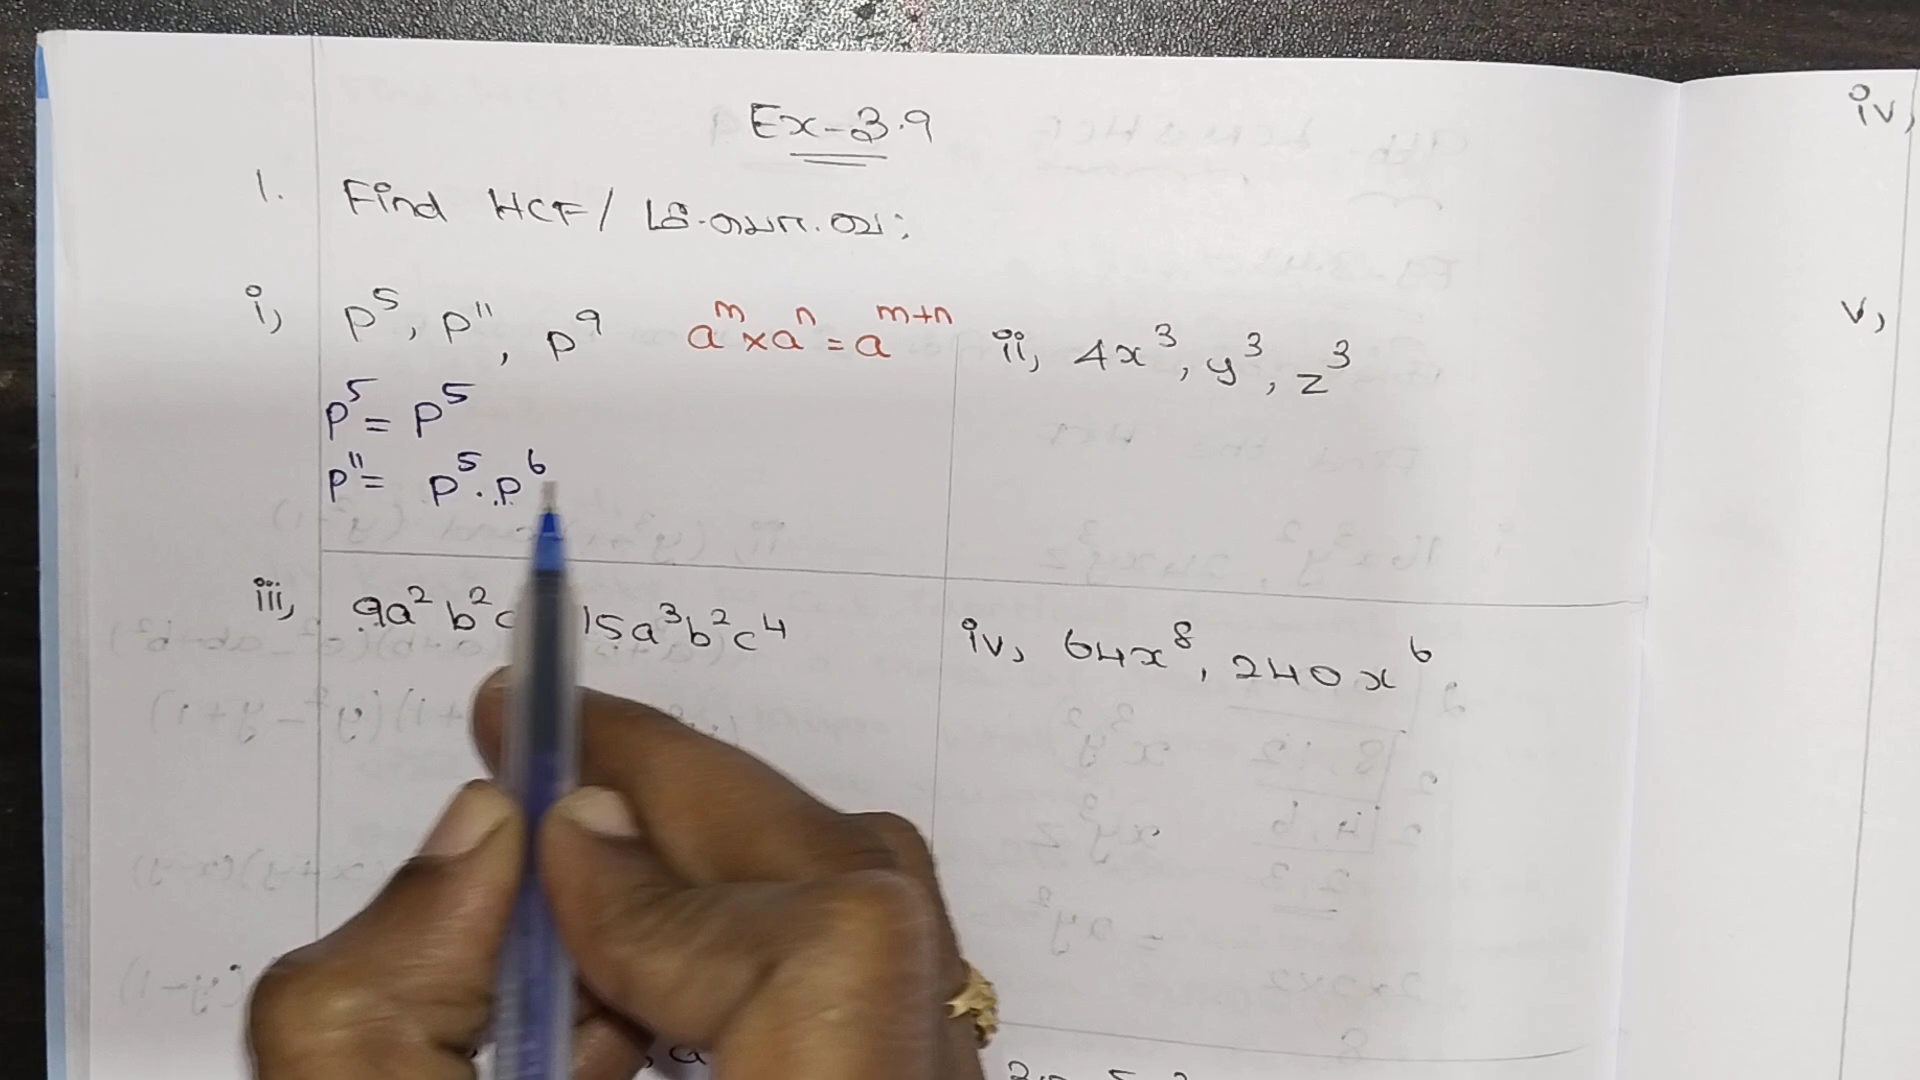 Ex-3.9
1. Find HCF / மீ.பொ.வ:
i, p⁵, p¹¹, p⁹ aᵐ × aⁿ = aᵐ⁺ⁿ
p⁵ = p⁵
p¹¹ = p⁵ . p⁶
ii, 4x³, y³, z³
iii, 9a²b²c 15a³b²c⁴
iv, 64x⁸, 240x⁶
iv,
v,